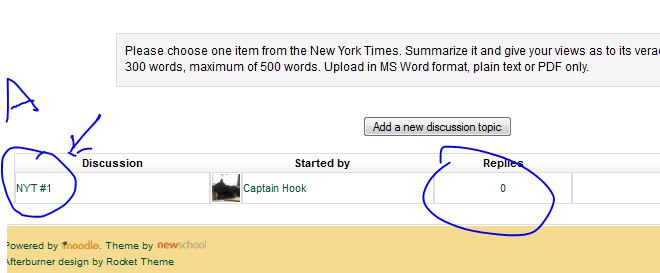 Please choose one item from the New York Times. Summarize it and give your views as to its
300 words, maximum of 500 words. Upload in MS Word format, plain text or PDF only.
A
Add a new discussion topic
Discussion Started by Replies
NYT #1 Captain Hook 0
Powered by moodle. Theme by newschool
Afterburner design by Rocket Theme